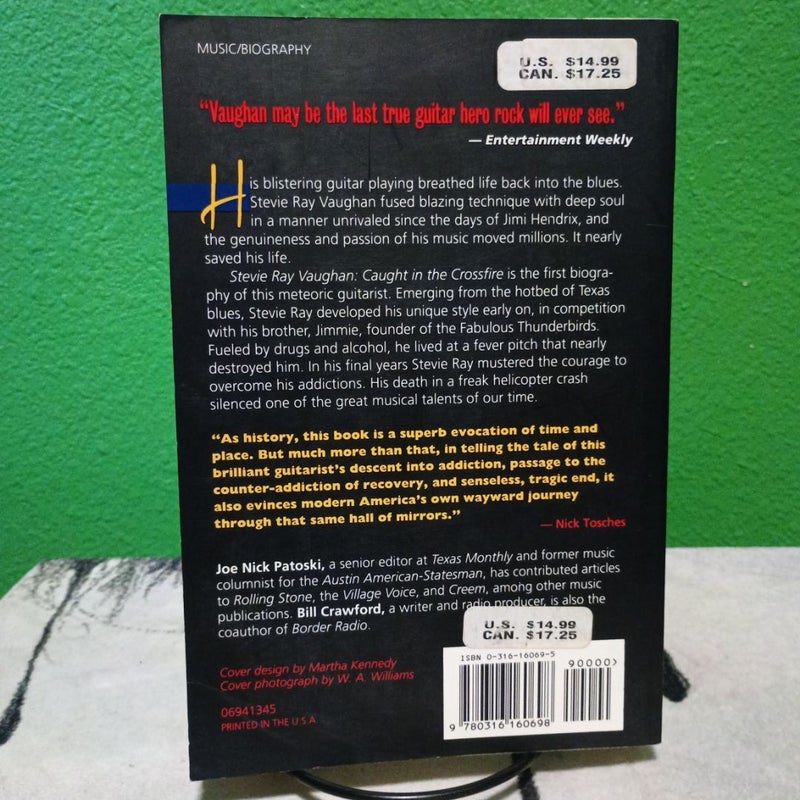 MUSIC/BIOGRAPHY
U.S. $14.99
CAN. $17.25
“Vaughan may be the last true guitar hero rock will ever see.”
— Entertainment Weekly
His blistering guitar playing breathed life back into the blues.
Stevie Ray Vaughan fused blazing technique with deep soul
in a manner unrivaled since the days of Jimi Hendrix, and
the genuineness and passion of his music moved millions. It nearly
saved his life.
Stevie Ray Vaughan: Caught in the Crossfire is the first biogra-
phy of this meteoric guitarist. Emerging from the hotbed of Texas
blues, Stevie Ray developed his unique style early on, in competition
with his brother, Jimmie, founder of the Fabulous Thunderbirds.
Fueled by drugs and alcohol, he lived at a fever pitch that nearly
destroyed him. In his final years Stevie Ray mustered the courage to
overcome his addictions. His death in a freak helicopter crash
silenced one of the great musical talents of our time.
“As history, this book is a superb evocation of time and
place. But much more than that, in telling the tale of this
brilliant guitarist’s descent into addiction, passage to the
counter-addiction of recovery, and senseless, tragic end, it
also evinces modern America’s own wayward journey
through that same hall of mirrors.”
— Nick Tosches
Joe Nick Patoski, a senior editor at Texas Monthly and former music
columnist for the Austin American-Statesman, has contributed articles
to Rolling Stone, the Village Voice, and Creem, among other music
publications. Bill Crawford, a writer and radio producer, is also the
coauthor of Border Radio.
U.S. $14.99
CAN. $17.25
Cover design by Martha Kennedy
Cover photograph by W. A. Williams
06941345
PRINTED IN THE U.S.A.
ISBN 0-316-16069-5
90000>
9 780316 160698